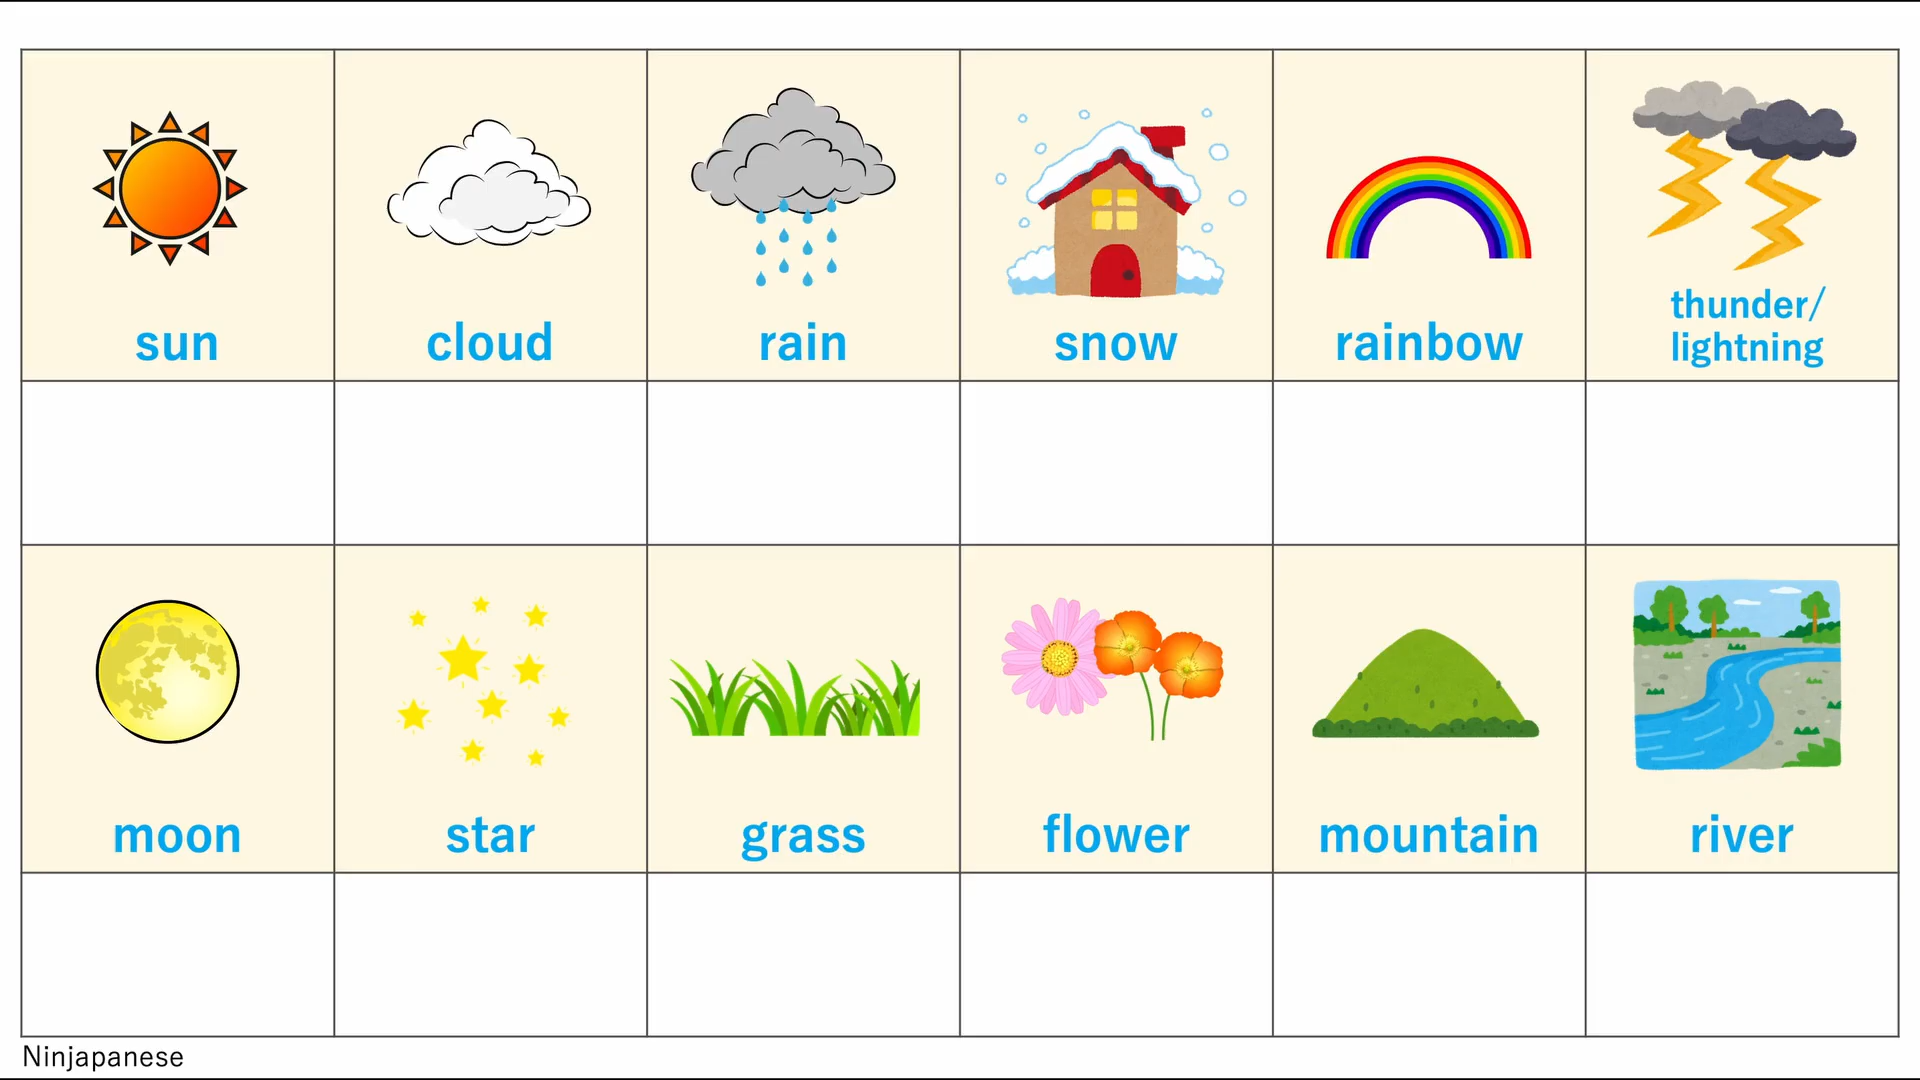 sun
cloud
rain
snow
rainbow
thunder/
lightning
moon
star
grass
flower
mountain
river
Ninjapanese